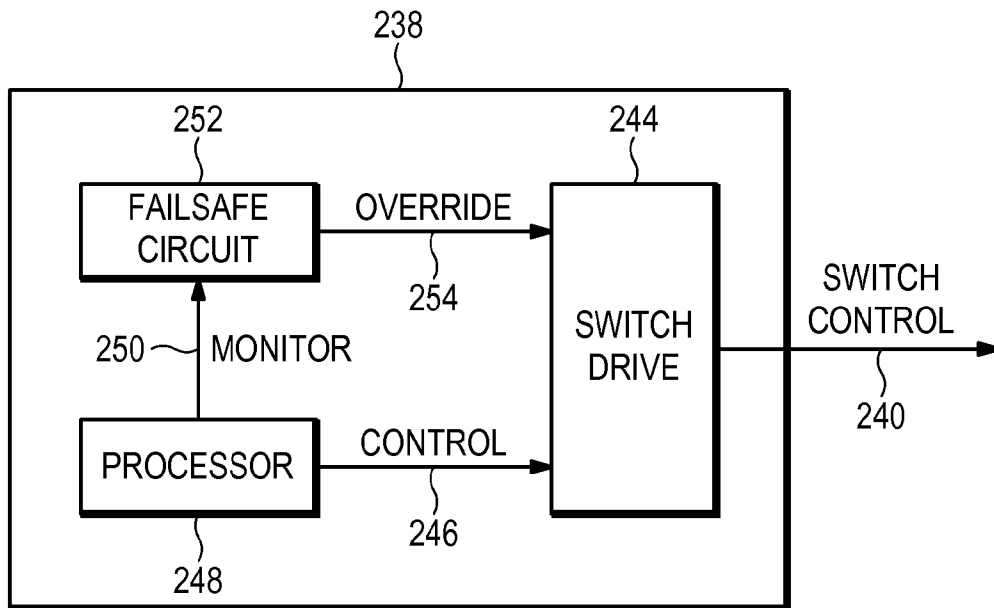 238
252
244
FAILSAFE
CIRCUIT
OVERRIDE
254
SWITCH
CONTROL
SWITCH
DRIVE
250
MONITOR
240
PROCESSOR
CONTROL
246
248